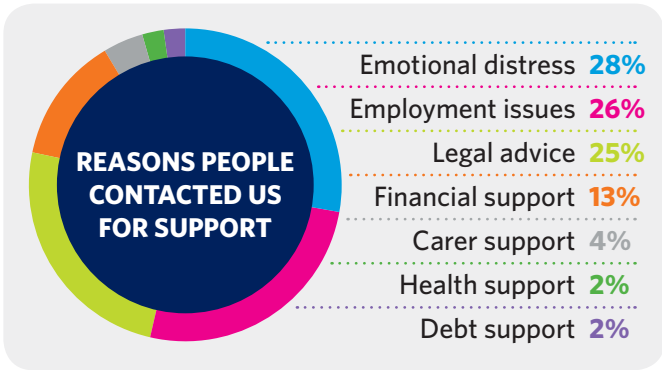 REASONS PEOPLE
CONTACTED US
FOR SUPPORT
Emotional distress 28%
Employment issues 26%
Legal advice 25%
Financial support 13%
Carer support 4%
Health support 2%
Debt support 2%